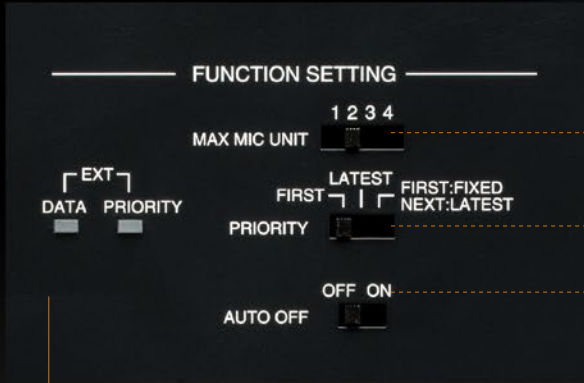 FUNCTION SETTING
1 2 3 4
MAX MIC UNIT
EXT
DATA PRIORITY
LATEST
FIRST
FIRST:FIXED
NEXT:LATEST
PRIORITY
OFF ON
AUTO OFF